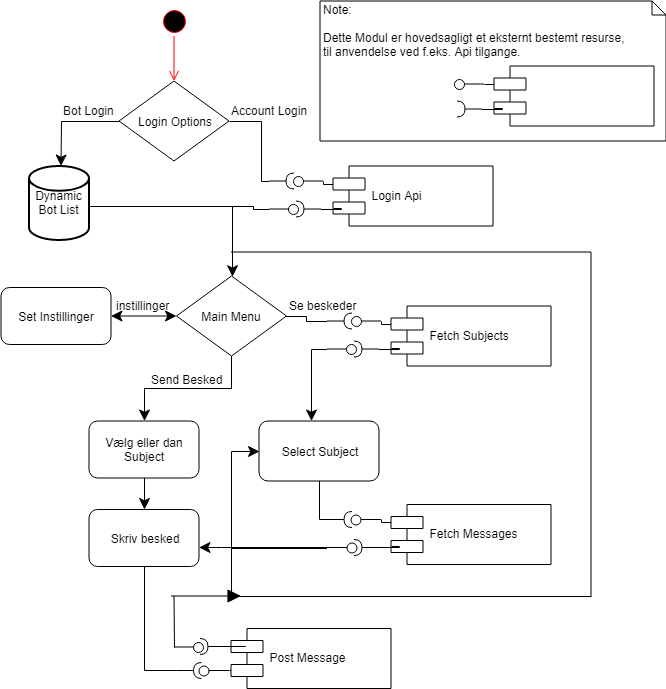 Note:
Dette Modul er hovedsagligt et eksternt bestemt resurse,
til anvendelse ved f.eks. Api tilgange.
Bot Login
Account Login
Login Options
Dynamic
Bot List
Login Api
Set Instillinger
instillinger
Main Menu
Se beskeder
Fetch Subjects
Send Besked
Vælg eller dan
Subject
Select Subject
Skriv besked
Fetch Messages
Post Message